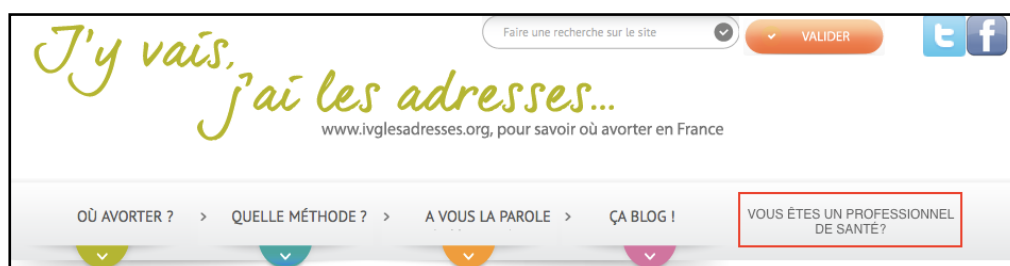 Faire une recherche sur le site
VALIDER
J'y vais,
j'ai les adresses...
www.ivglesadresses.org, pour savoir où avorter en France
OÙ AVORTER ? > QUELLE MÉTHODE ? > A VOUS LA PAROLE > ÇA BLOG !
VOUS ÊTES UN PROFESSIONNEL
DE SANTÉ?